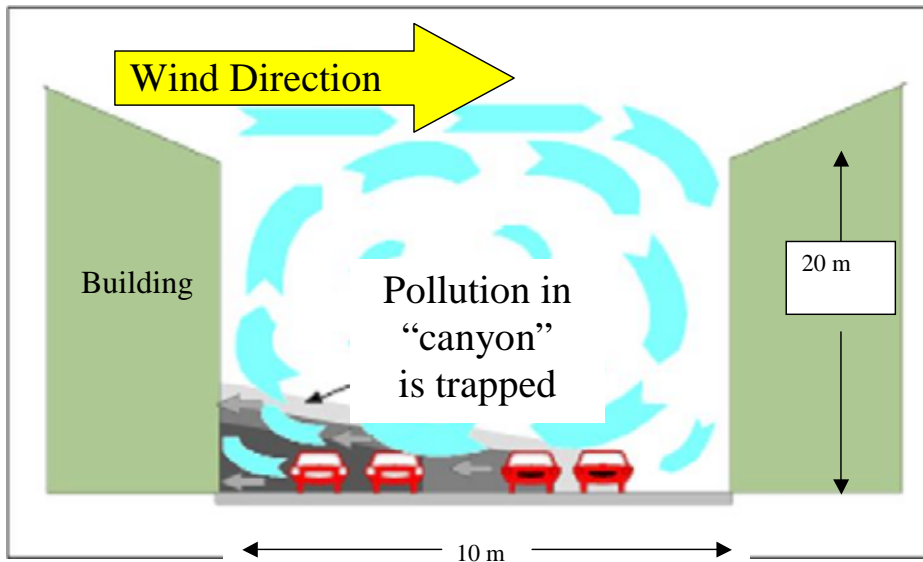 Wind Direction
Building
20 m
Pollution in
“canyon”
is trapped
10 m